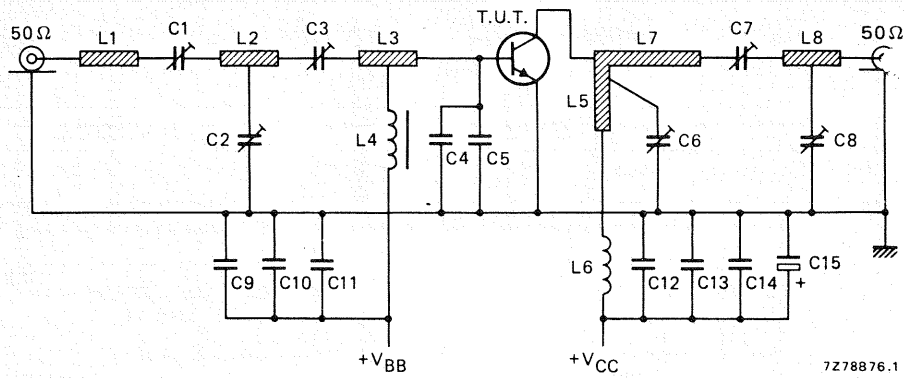 T.U.T.
50Ω
L1
C1
L2
C3
L3
L7
C7
L8
50Ω
C2
L4
C4
C5
L5
C6
C8
C9
C10
C11
L6
C12
C13
C14
C15
+
+VBB
+VCC
7Z78876.1